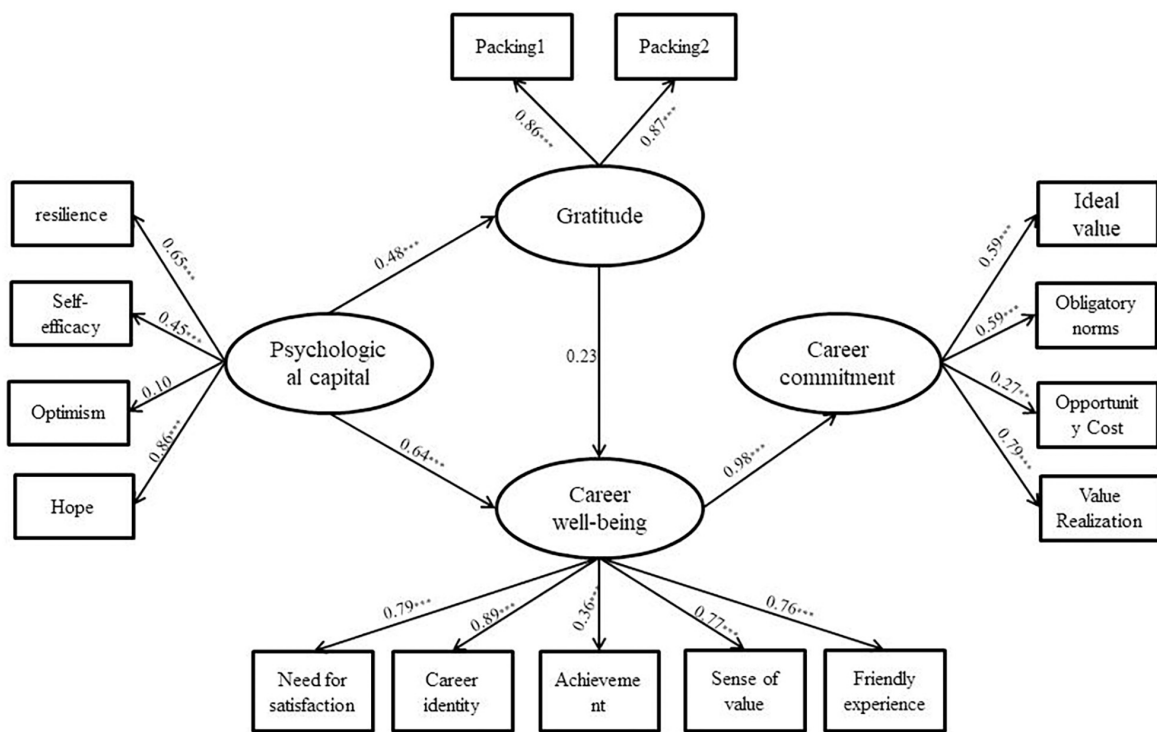 Packing1
Packing2
0.86***
0.87***
resilience
Gratitude
Ideal
value
0.65***
0.48***
0.59***
Self-
efficacy
Obligatory
norms
0.45***
0.59***
Psychologic
al capital
0.23
Career
commitment
0.10
0.27**
Optimism
Opportunit
y Cost
0.86***
0.64***
0.98***
0.79***
Hope
Career
well-being
Value
Realization
0.79***
0.89***
0.36***
0.77***
0.76***
Need for
satisfaction
Career
identity
Achieveme
nt
Sense of
value
Friendly
experience